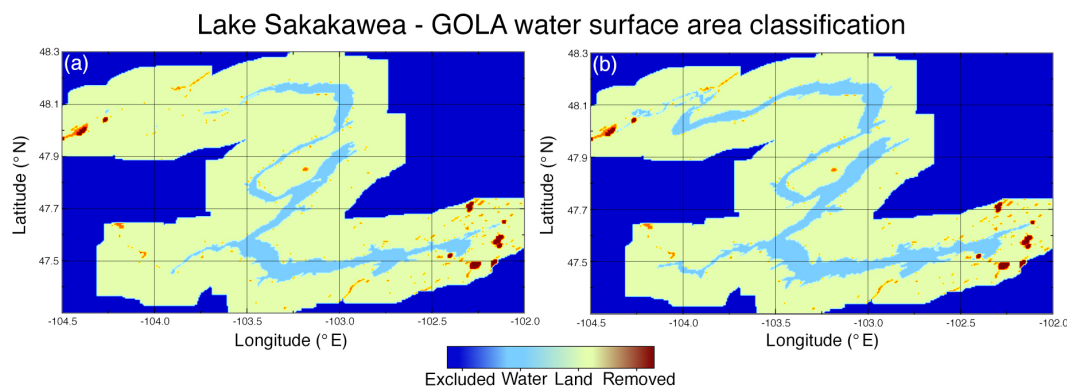 Lake Sakakawea - GOLA water surface area classification
(a)
48.3
48.1
47.9
47.7
47.5
Latitude (° N)
-104.5 -104.0 -103.5 -103.0 -102.5 -102.0
Longitude (° E)
(b)
48.3
48.1
47.9
47.7
47.5
Latitude (° N)
-104.5 -104.0 -103.5 -103.0 -102.5 -102.0
Longitude (° E)
Excluded Water Land Removed